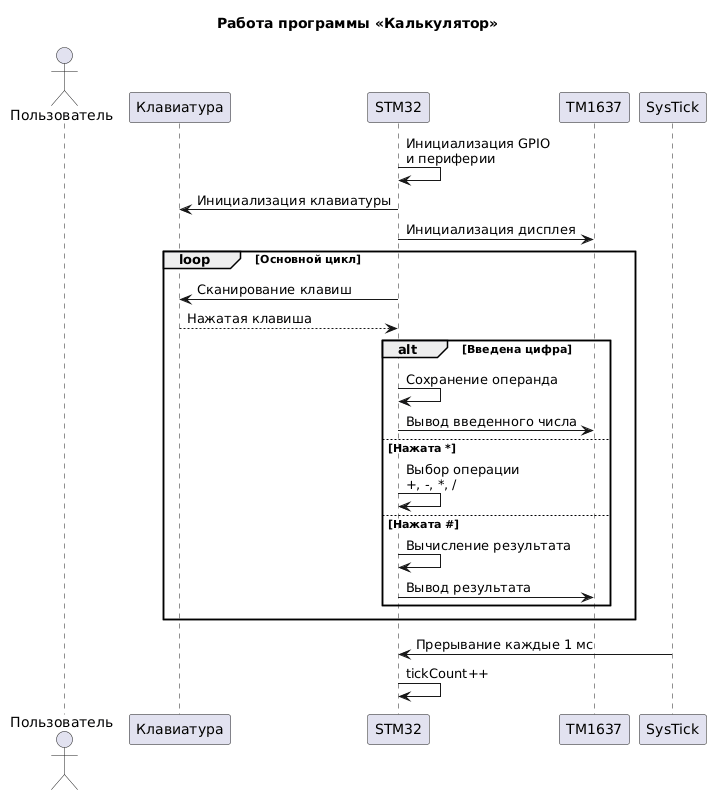 Работа программы «Калькулятор»
Пользователь
Клавиатура
STM32
TM1637
SysTick
Инициализация GPIO
и периферии
Инициализация клавиатуры
Инициализация дисплея
loop [Основной цикл]
Сканирование клавиш
Нажатая клавиша
alt [Введена цифра]
Сохранение операнда
Вывод введенного числа
[Нажата *]
Выбор операции
+, -, *, /
[Нажата #]
Вычисление результата
Вывод результата
Прерывание каждые 1 мс
tickCount++
Пользователь
Клавиатура
STM32
TM1637
SysTick